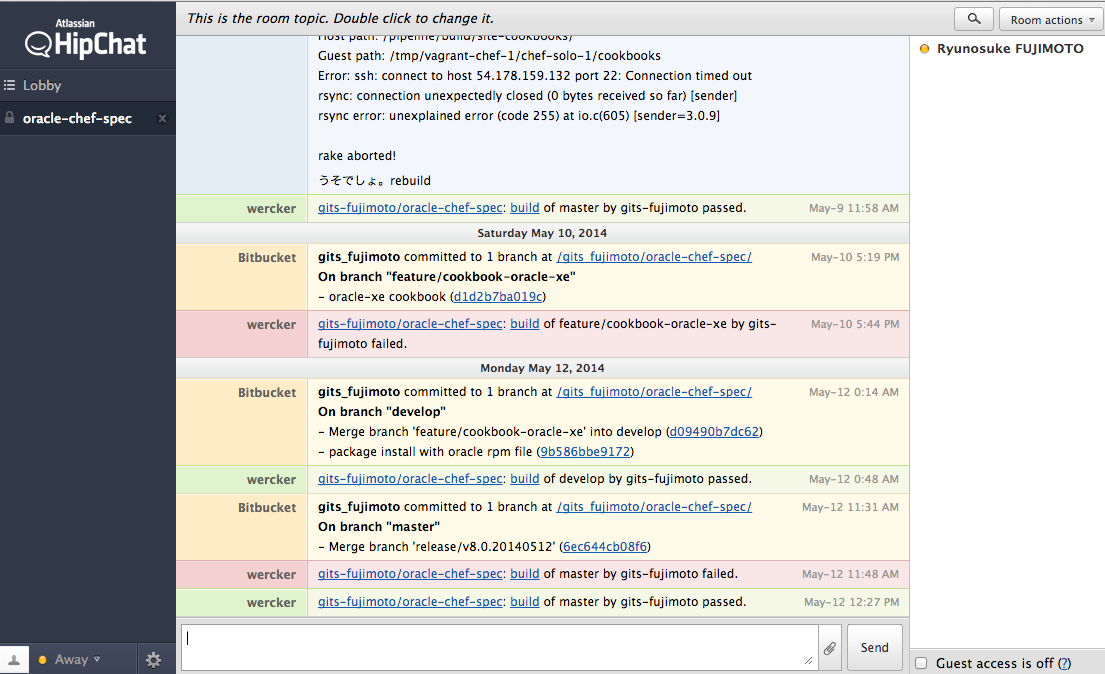 Atlassian
HipChat
Lobby
oracle-chef-spec x
This is the room topic. Double click to change it.
Room actions
Host path: /pipeline/build/site-cookbooks/
Guest path: /tmp/vagrant-chef-1/chef-solo-1/cookbooks
Error: ssh: connect to host 54.178.159.132 port 22: Connection timed out
rsync: connection unexpectedly closed (0 bytes received so far) [sender]
rsync error: unexplained error (code 255) at io.c(605) [sender=3.0.9]
rake aborted!
うそでしょ。rebuild
wercker gits-fujimoto/oracle-chef-spec: build of master by gits-fujimoto passed. May-9 11:58 AM
Saturday May 10, 2014
Bitbucket gits_fujimoto committed to 1 branch at /gits_fujimoto/oracle-chef-spec/ May-10 5:19 PM
On branch "feature/cookbook-oracle-xe"
- oracle-xe cookbook (d1d2b7ba019c)
wercker gits-fujimoto/oracle-chef-spec: build of feature/cookbook-oracle-xe by gits- May-10 5:44 PM
fujimoto failed.
Monday May 12, 2014
Bitbucket gits_fujimoto committed to 1 branch at /gits_fujimoto/oracle-chef-spec/ May-12 0:14 AM
On branch "develop"
- Merge branch 'feature/cookbook-oracle-xe' into develop (d09490b7dc62)
- package install with oracle rpm file (9b586bbe9172)
wercker gits-fujimoto/oracle-chef-spec: build of develop by gits-fujimoto passed. May-12 0:48 AM
Bitbucket gits_fujimoto committed to 1 branch at /gits_fujimoto/oracle-chef-spec/ May-12 11:31 AM
On branch "master"
- Merge branch 'release/v8.0.20140512' (6ec644cb08f6)
wercker gits-fujimoto/oracle-chef-spec: build of master by gits-fujimoto failed. May-12 11:48 AM
wercker gits-fujimoto/oracle-chef-spec: build of master by gits-fujimoto passed. May-12 12:27 PM
Send
Away
Ryunosuke FUJIMOTO
Guest access is off (?)